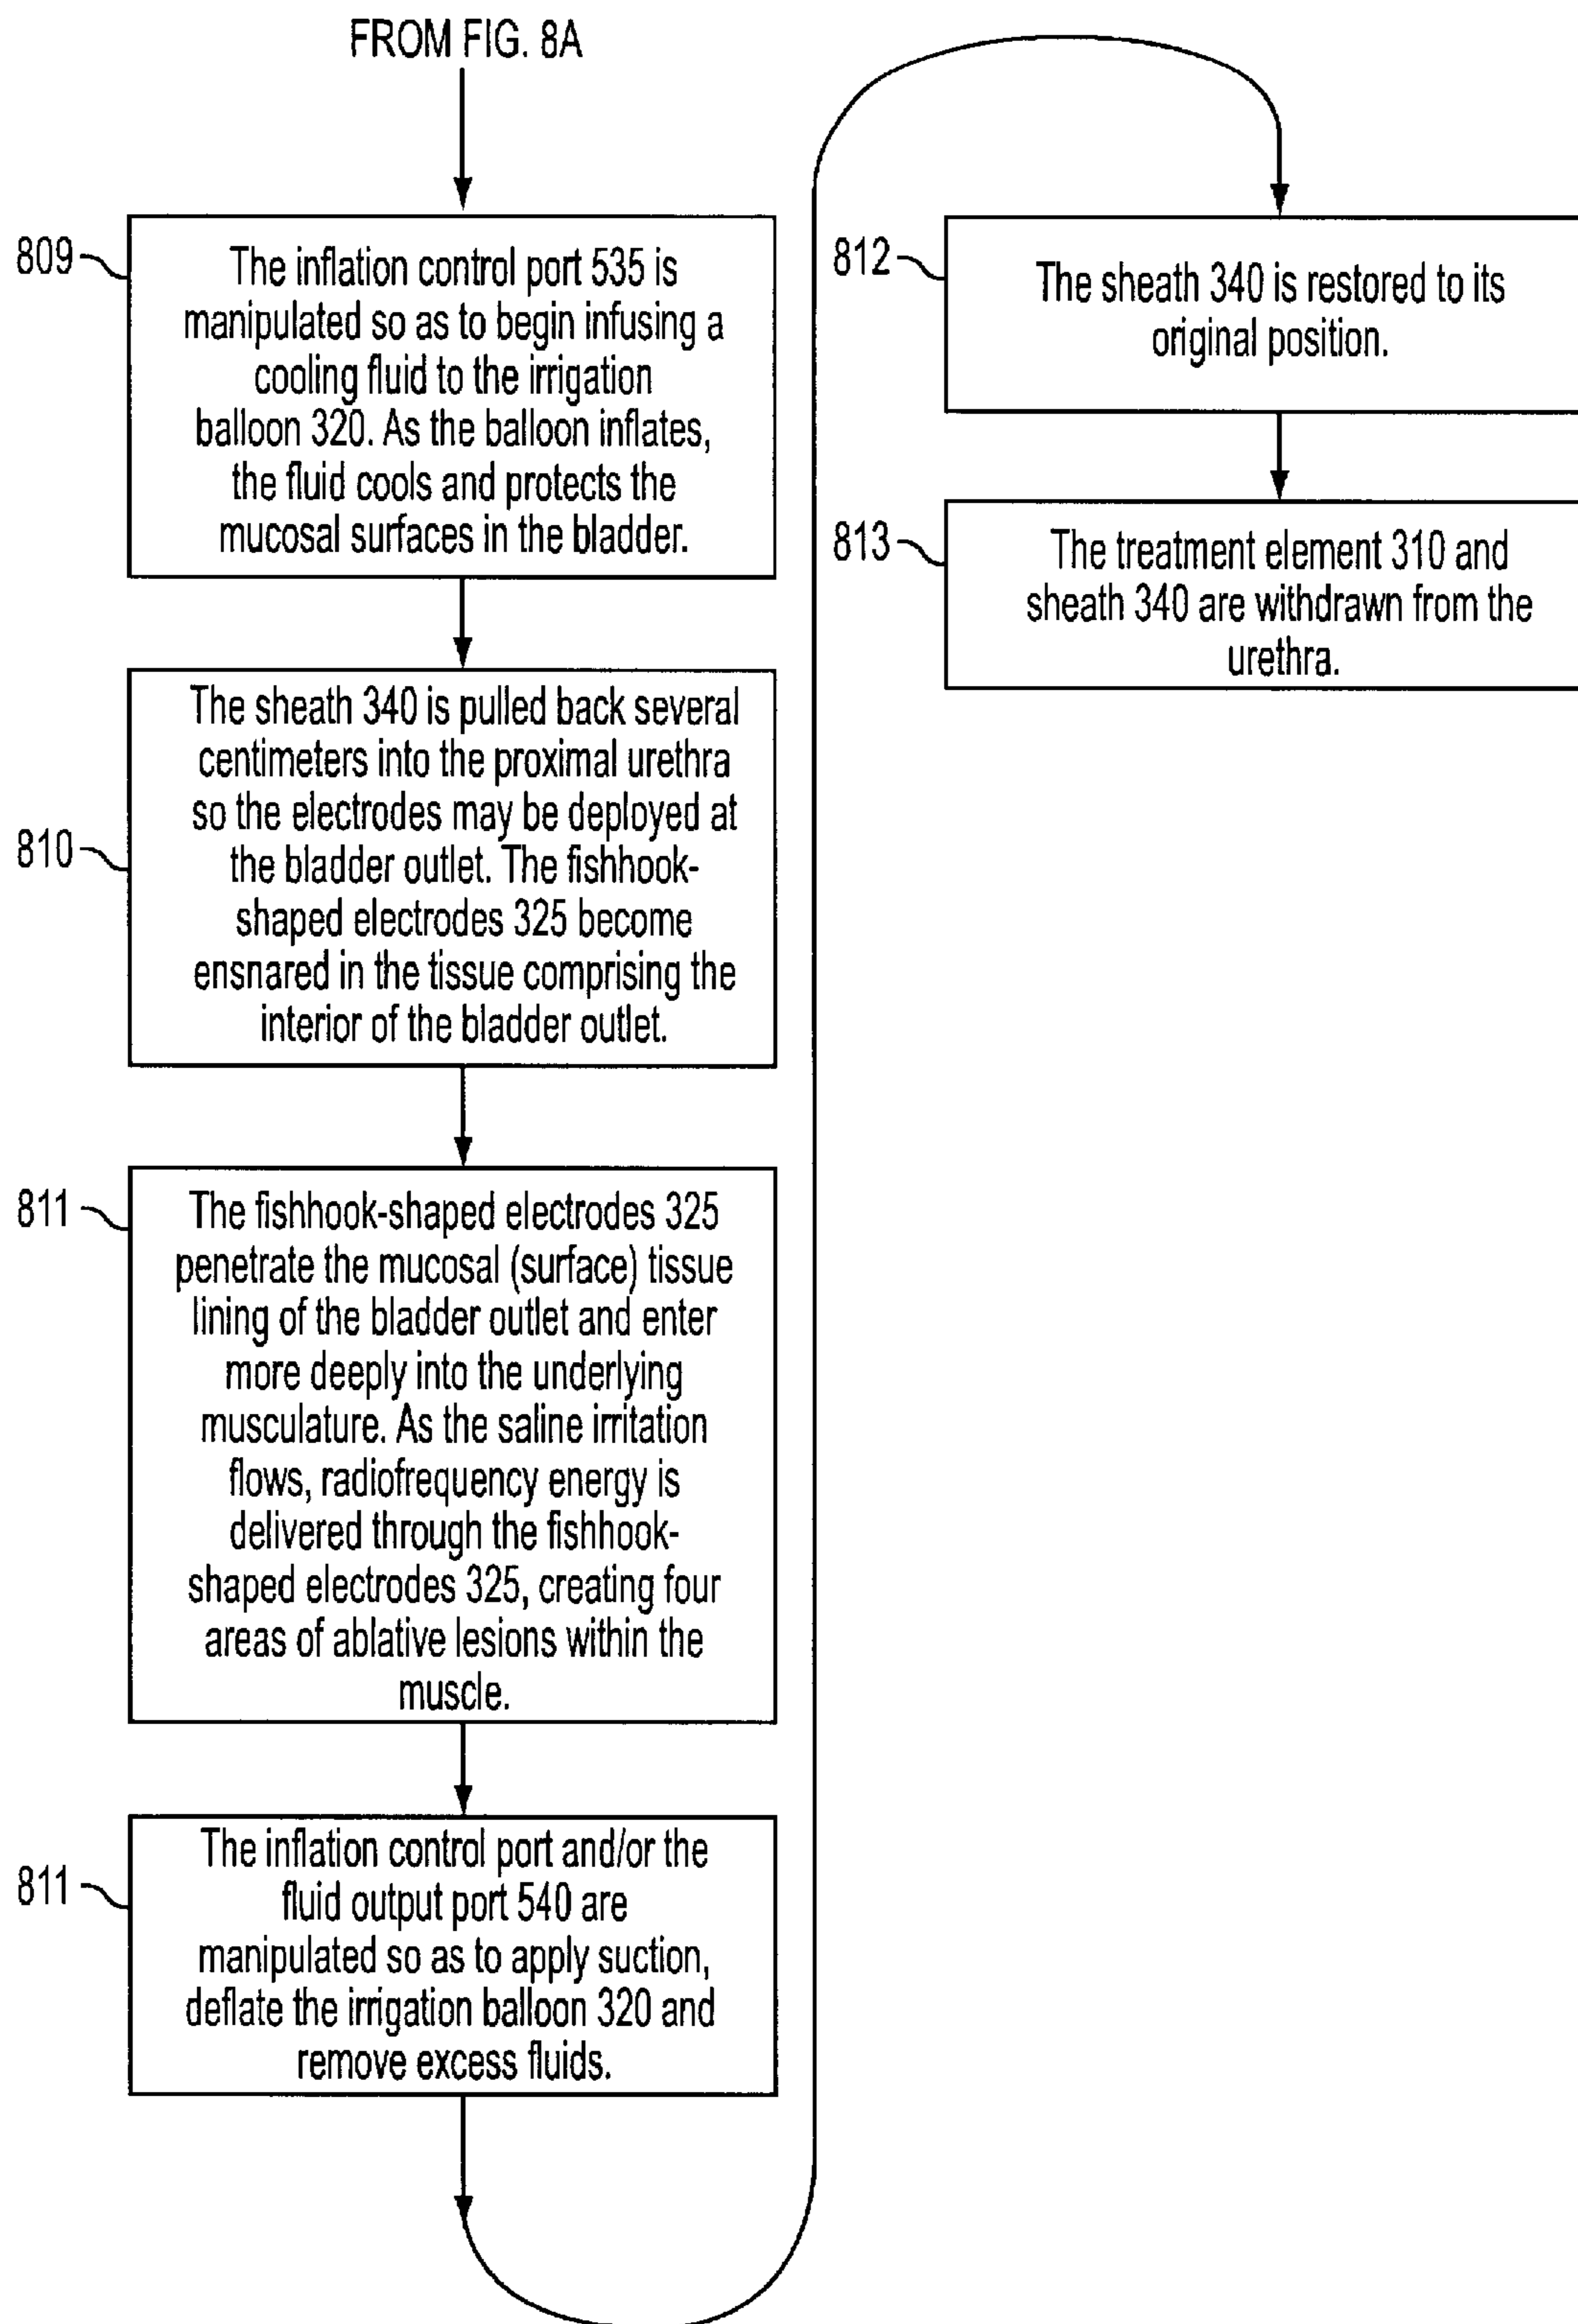 FROM FIG. 8A
809
The inflation control port 535 is
manipulated so as to begin infusing a
cooling fluid to the irrigation
balloon 320. As the balloon inflates,
the fluid cools and protects the
mucosal surfaces in the bladder.
810
The sheath 340 is pulled back several
centimeters into the proximal urethra
so the electrodes may be deployed at
the bladder outlet. The fishhook-
shaped electrodes 325 become
ensnared in the tissue comprising the
interior of the bladder outlet.
811
The fishhook-shaped electrodes 325
penetrate the mucosal (surface) tissue
lining of the bladder outlet and enter
more deeply into the underlying
musculature. As the saline irritation
flows, radiofrequency energy is
delivered through the fishhook-
shaped electrodes 325, creating four
areas of ablative lesions within the
muscle.
811
The inflation control port and/or the
fluid output port 540 are
manipulated so as to apply suction,
deflate the irrigation balloon 320 and
remove excess fluids.
812
The sheath 340 is restored to its
original position.
813
The treatment element 310 and
sheath 340 are withdrawn from the
urethra.